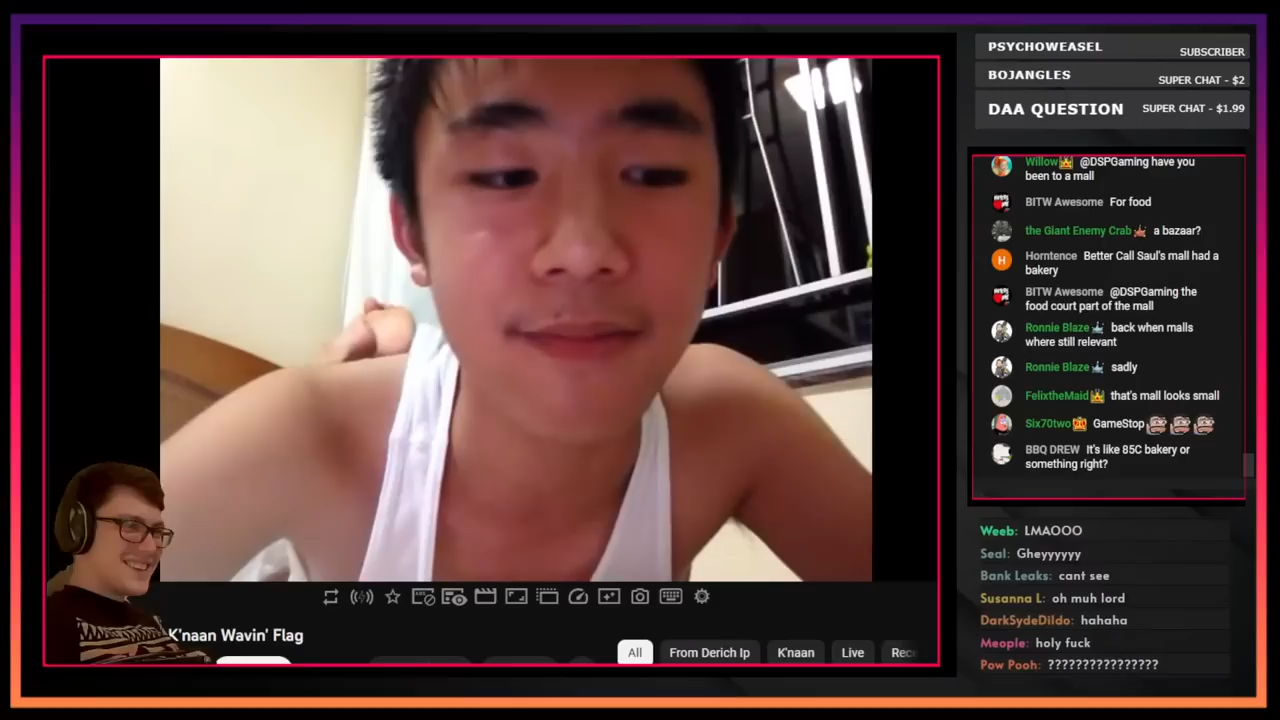 PSYCHOWEASEL SUBSCRIBER
BOJANGLES SUPER CHAT - $2
DAA QUESTION SUPER CHAT - $1.99
Willow @DSPGaming have you
been to a mall
BITW Awesome For food
the Giant Enemy Crab a bazaar?
H Horntence Better Call Saul's mall had a
bakery
BITW Awesome @DSPGaming the
food court part of the mall
Ronnie Blaze back when malls
where still relevant
Ronnie Blaze sadly
FelixtheMaid that's mall looks small
Six70two GameStop
BBQ DREW It's like 85C bakery or
something right?
Weeb: LMAOOO
Seal: Gheyyyyyy
Bank Leaks: cant see
Susanna L: oh muh lord
DarkSydeDildo: hahaha
Meople: holy fuck
Pow Pooh: ????????????????
K'naan Wavin' Flag
All From Derich Ip K'naan Live Rec